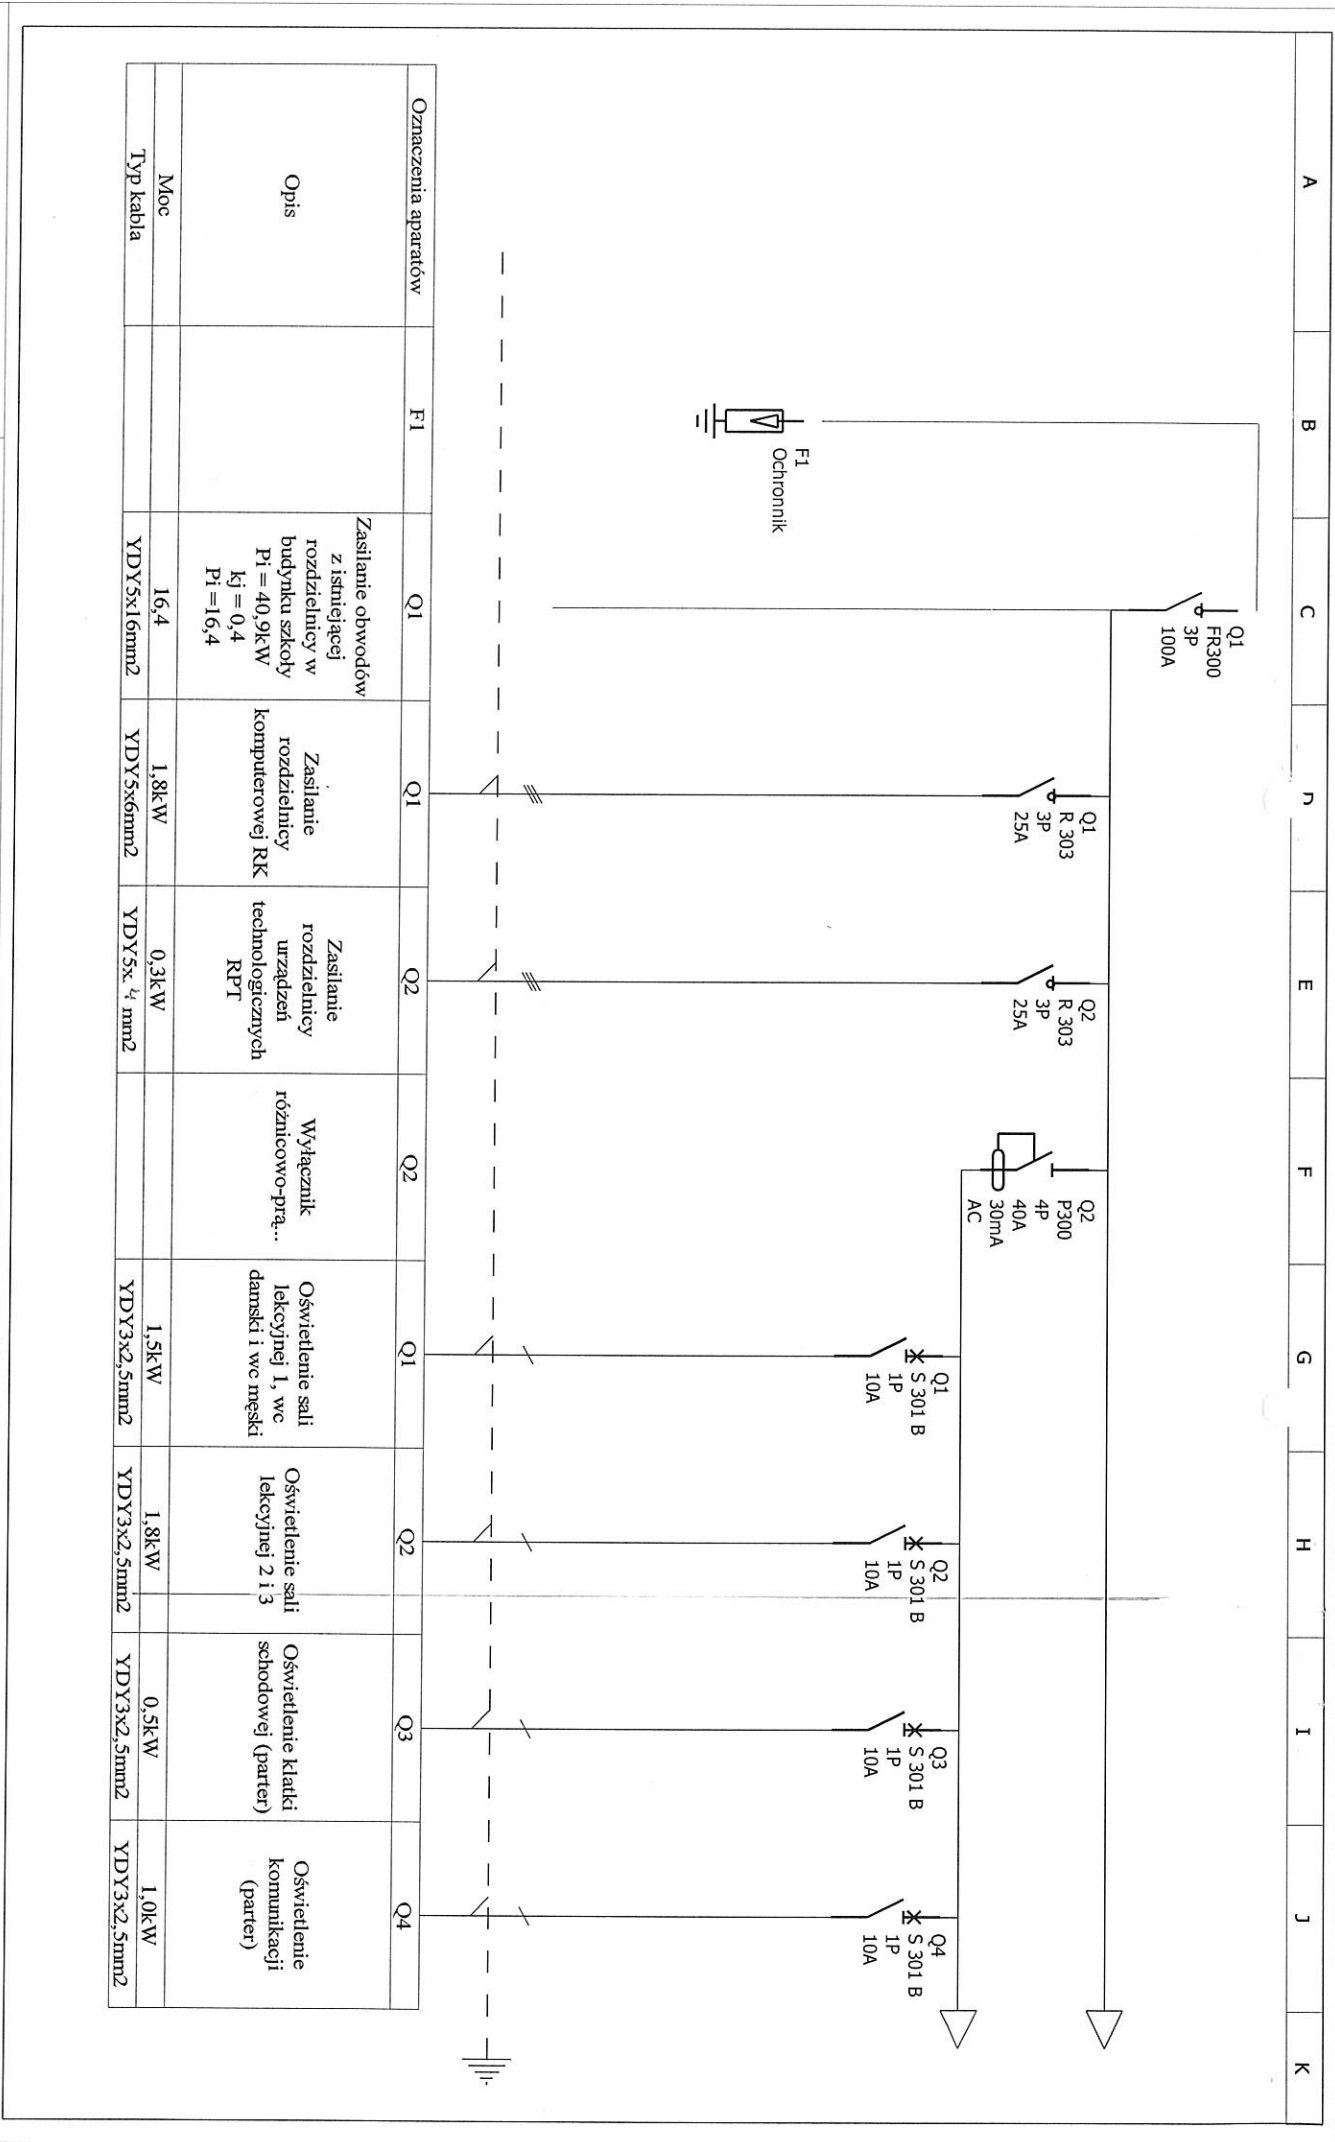 A
B
C
D
E
F
G
H
I
J
K
Q1
FR300
3P
100A
F1
Ochronnik
Q1
R 303
3P
25A
Q2
R 303
3P
25A
Q2
P300
4P
40A
30mA
AC
Q1
S 301 B
1P
10A
Q2
S 301 B
1P
10A
Q3
S 301 B
1P
10A
Q4
S 301 B
1P
10A
Oznaczenia aparatów
F1
Q1
Q1
Q2
Q2
Q1
Q2
Q3
Q4
Opis
Zasilanie obwodów
z istniejącej
rozdzielnicy w
budynku szkoły
Pi = 40,9kW
kj = 0,4
Pi =16,4
Zasilanie
rozdzielnicy
komputerowej RK
Zasilanie
rozdzielnicy
urządzeń
technologicznych
RPT
Wyłącznik
różnicowo-prą...
Oświetlenie sali
lekcyjnej 1, wc
damski i wc męski
Oświetlenie sali
lekcyjnej 2 i 3
Oświetlenie klatki
schodowej (parter)
Oświetlenie
komunikacji
(parter)
Moc
16,4
1,8kW
0,3kW
1,5kW
1,8kW
0,5kW
1,0kW
Typ kabla
YDY5x16mm2
YDY5x6mm2
YDY5x.4 mm2
YDY3x2,5mm2
YDY3x2,5mm2
YDY3x2,5mm2
YDY3x2,5mm2